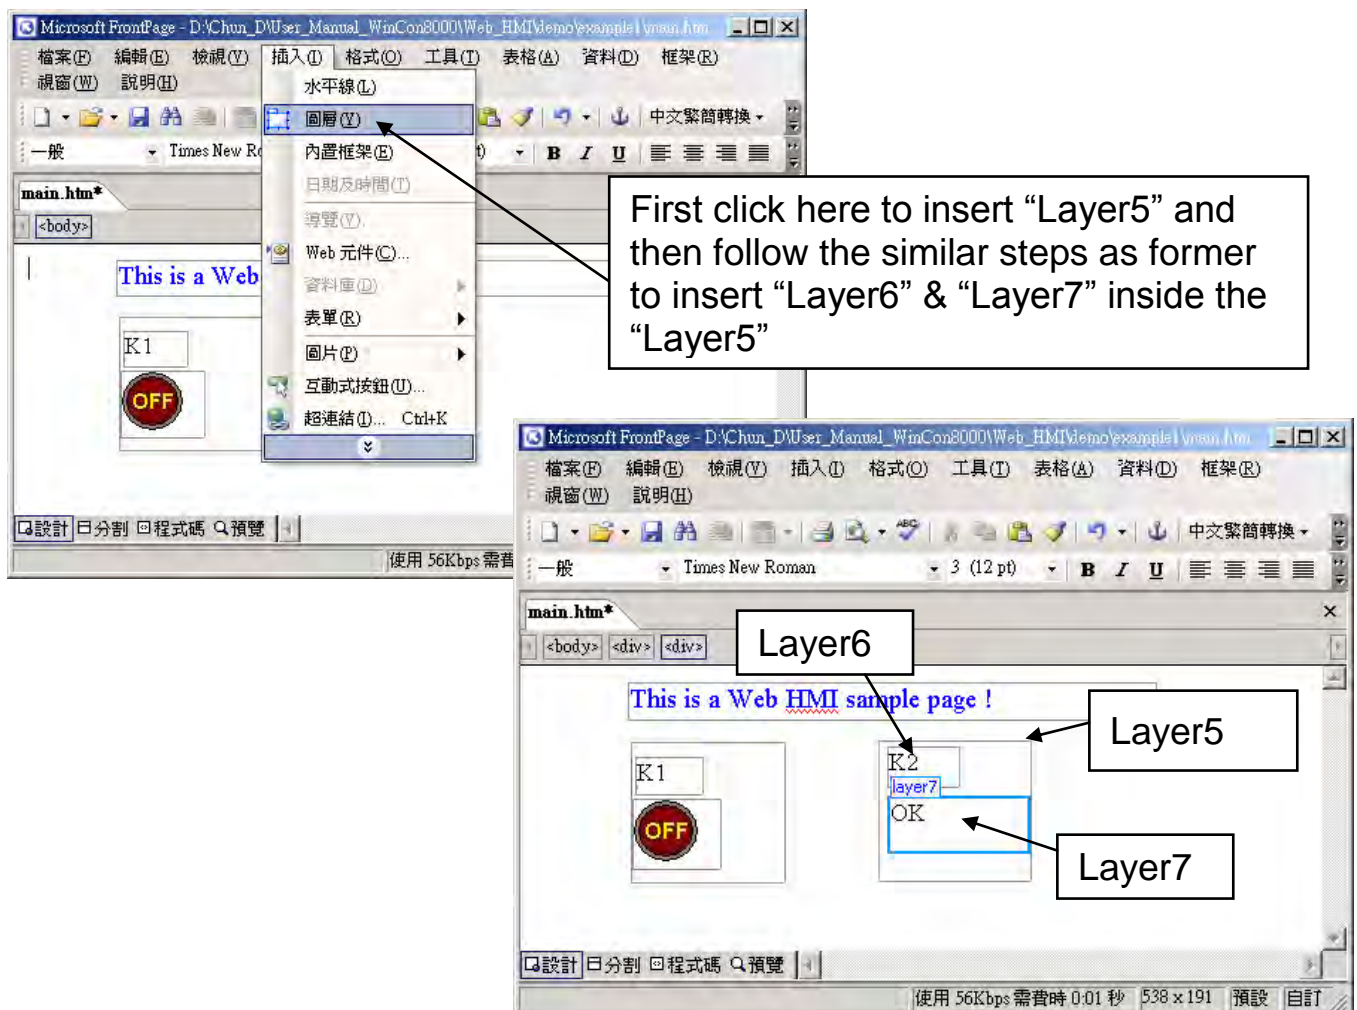 Microsoft FrontPage - D:\Chun_D\User_Manual_WinCon8000\Web_HMI\demo\example1\main.htm
檔案(F) 編輯(E) 檢視(V) 插入(I) 格式(O) 工具(T) 表格(A) 資料(D) 框架(R)
視窗(W) 說明(H)
水平線(L)
圖層(Y)
中文繁簡轉換
一般 Times New Ro
B I U
內置框架(E)
日期及時間(T)
main.htm*
<body>
導覽(V)...
Web 元件(C)...
This is a Web
資料庫(D)
表單(R)
K1
圖片(P)
OFF
互動式按鈕(U)...
超連結(I)... Ctrl+K
設計 分割 程式碼 預覽
使用 56Kbps 需費
First click here to insert “Layer5” and
then follow the similar steps as former
to insert “Layer6” & “Layer7” inside the
“Layer5”
Microsoft FrontPage - D:\Chun_D\User_Manual_WinCon8000\Web_HMI\demo\example1\main.htm
檔案(F) 編輯(E) 檢視(V) 插入(I) 格式(O) 工具(T) 表格(A) 資料(D) 框架(R)
視窗(W) 說明(H)
ABC 中文繁簡轉換
一般 Times New Roman 3 (12 pt) B I U
main.htm*
<body> <div> <div>
Layer6
This is a Web HMI sample page !
Layer5
K1
K2
layer7
OK
OFF
Layer7
設計 分割 程式碼 預覽
使用 56Kbps 需費時 0:01 秒 538 x 191 預設 自訂